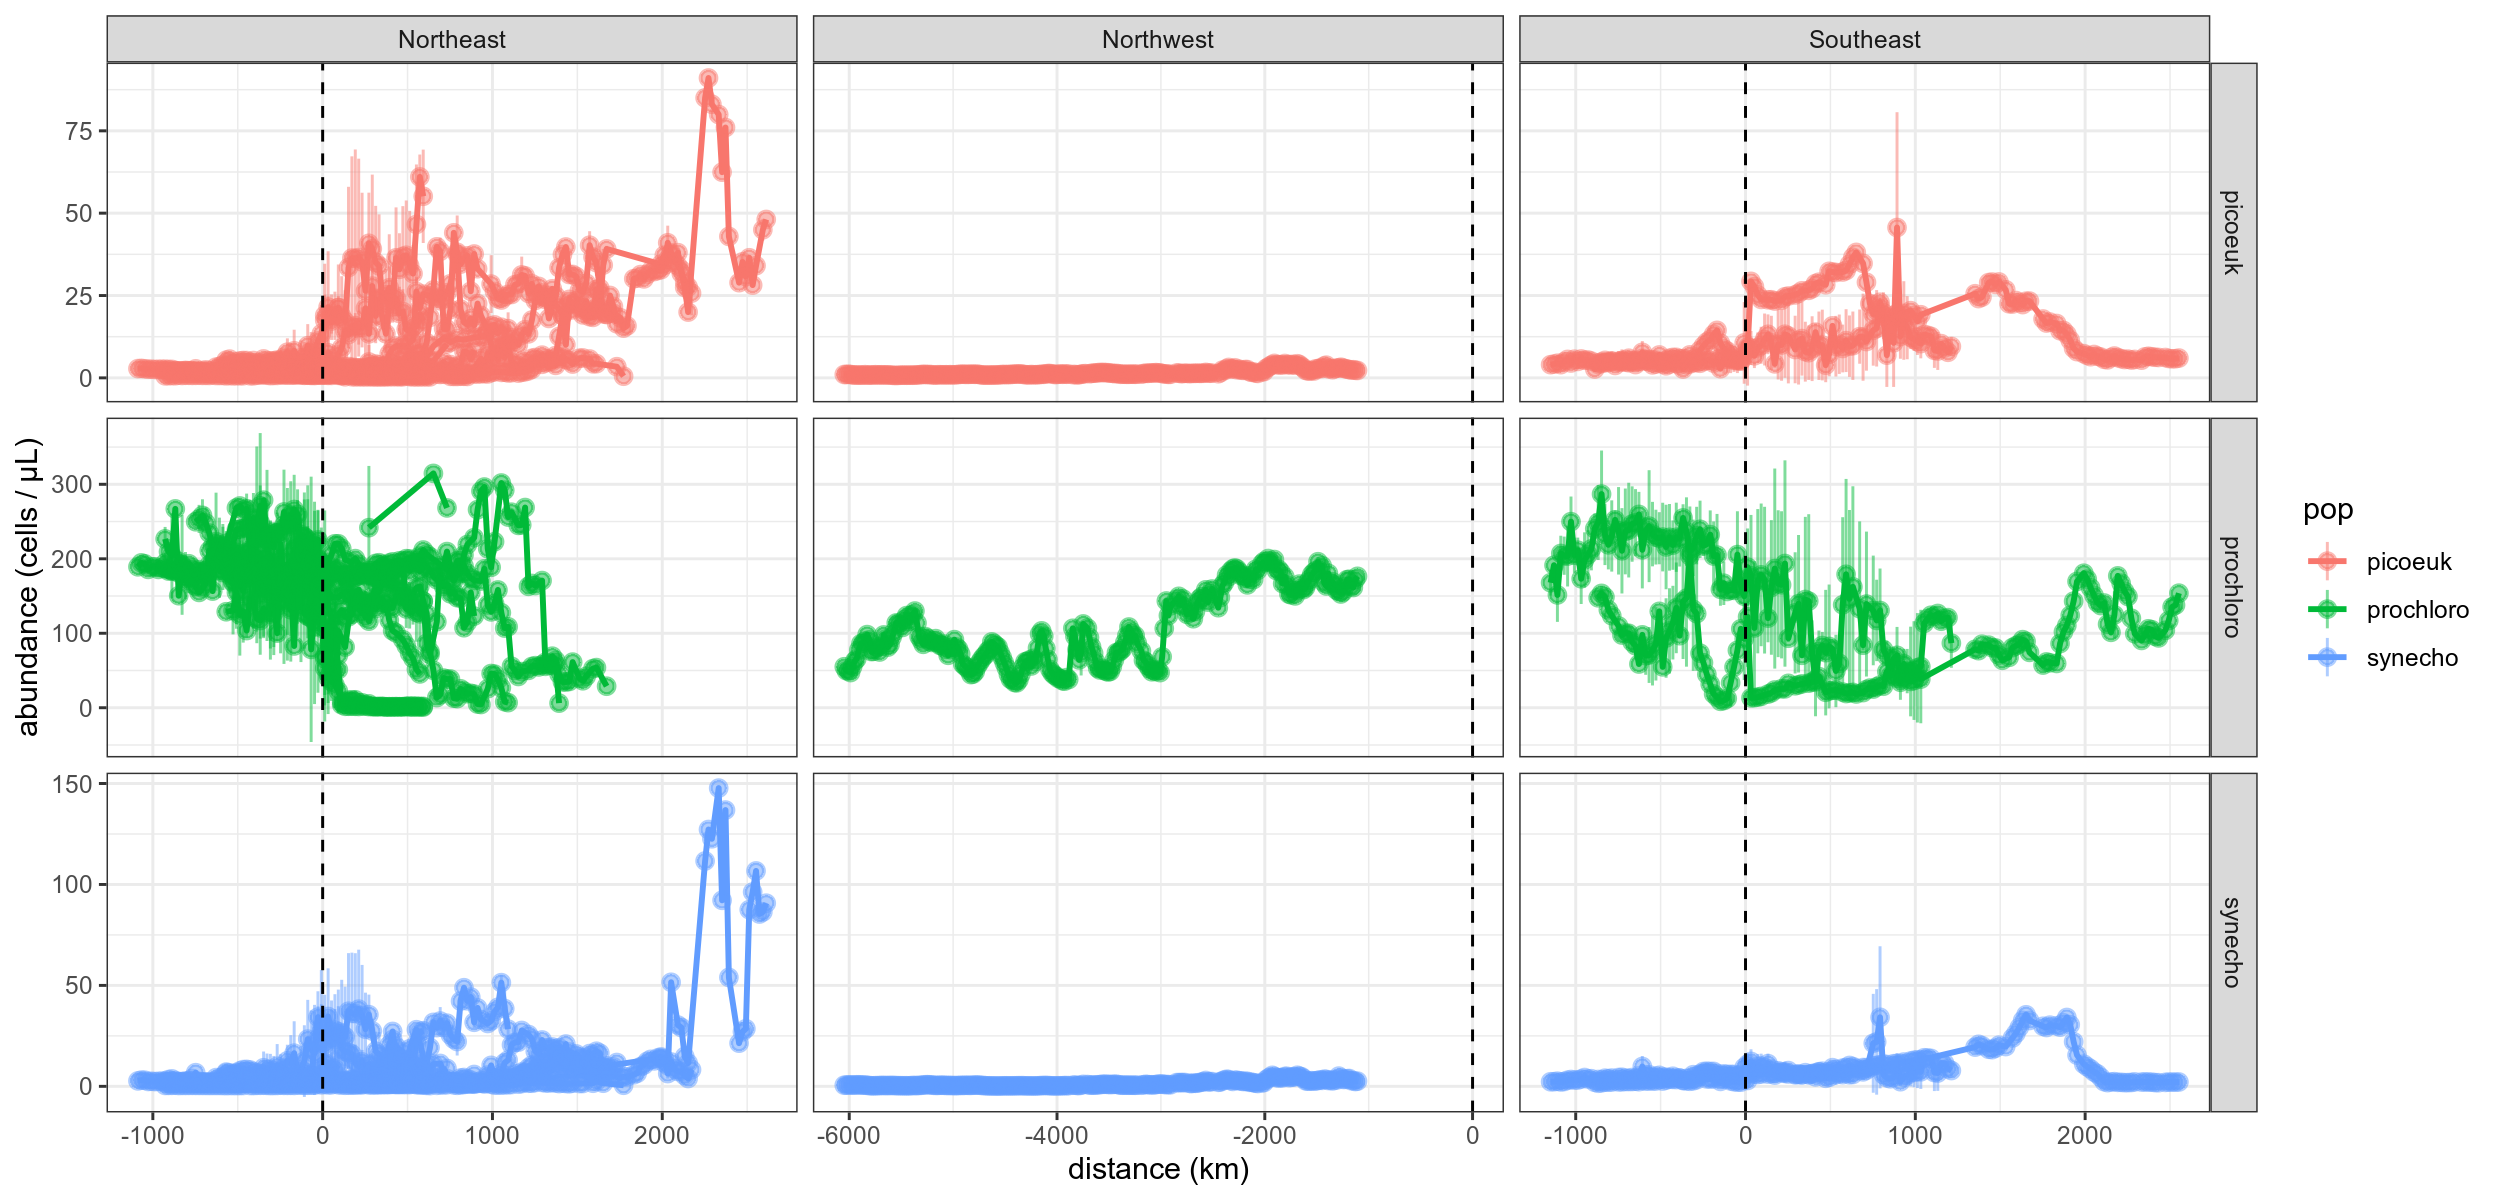 Northeast Northwest Southeast
75
50
25
0
picoeuk
300
200
100
0
prochloro
150
100
50
0
synecho
-1000 0 1000 2000 -6000 -4000 -2000 0 -1000 0 1000 2000
distance (km)
abundance (cells / µL)
pop
picoeuk
prochloro
synecho